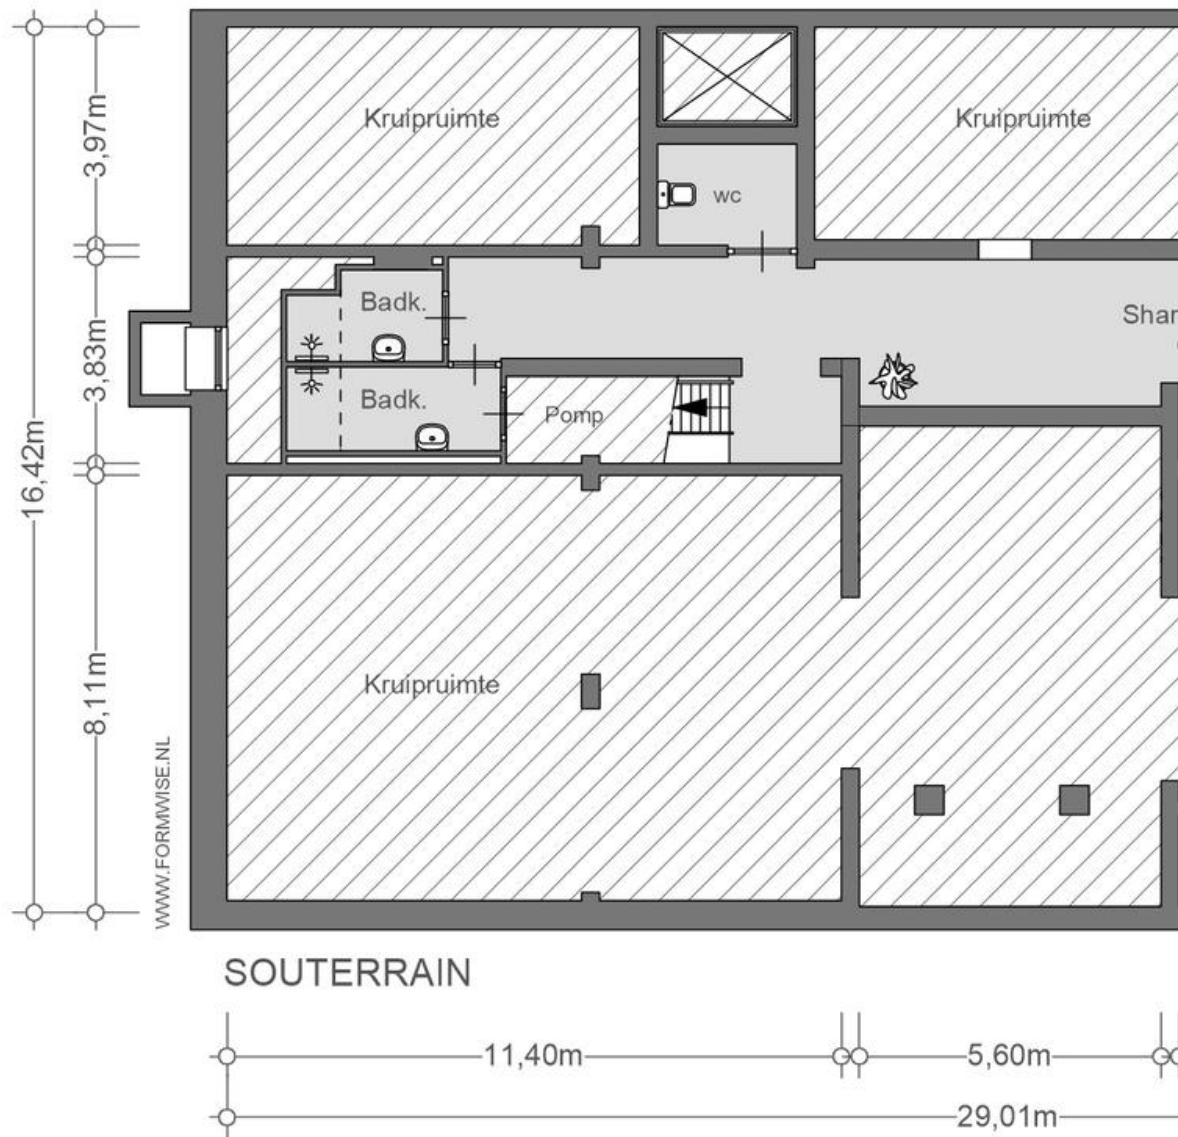 Kruipruimte
Kruipruimte
3,97m
wc
Badk.
Shar
3,83m
Badk.
Pomp
16,42m
Kruipruimte
8,11m
WWW.FORMWISE.NL
SOUTERRAIN
11,40m
5,60m
29,01m